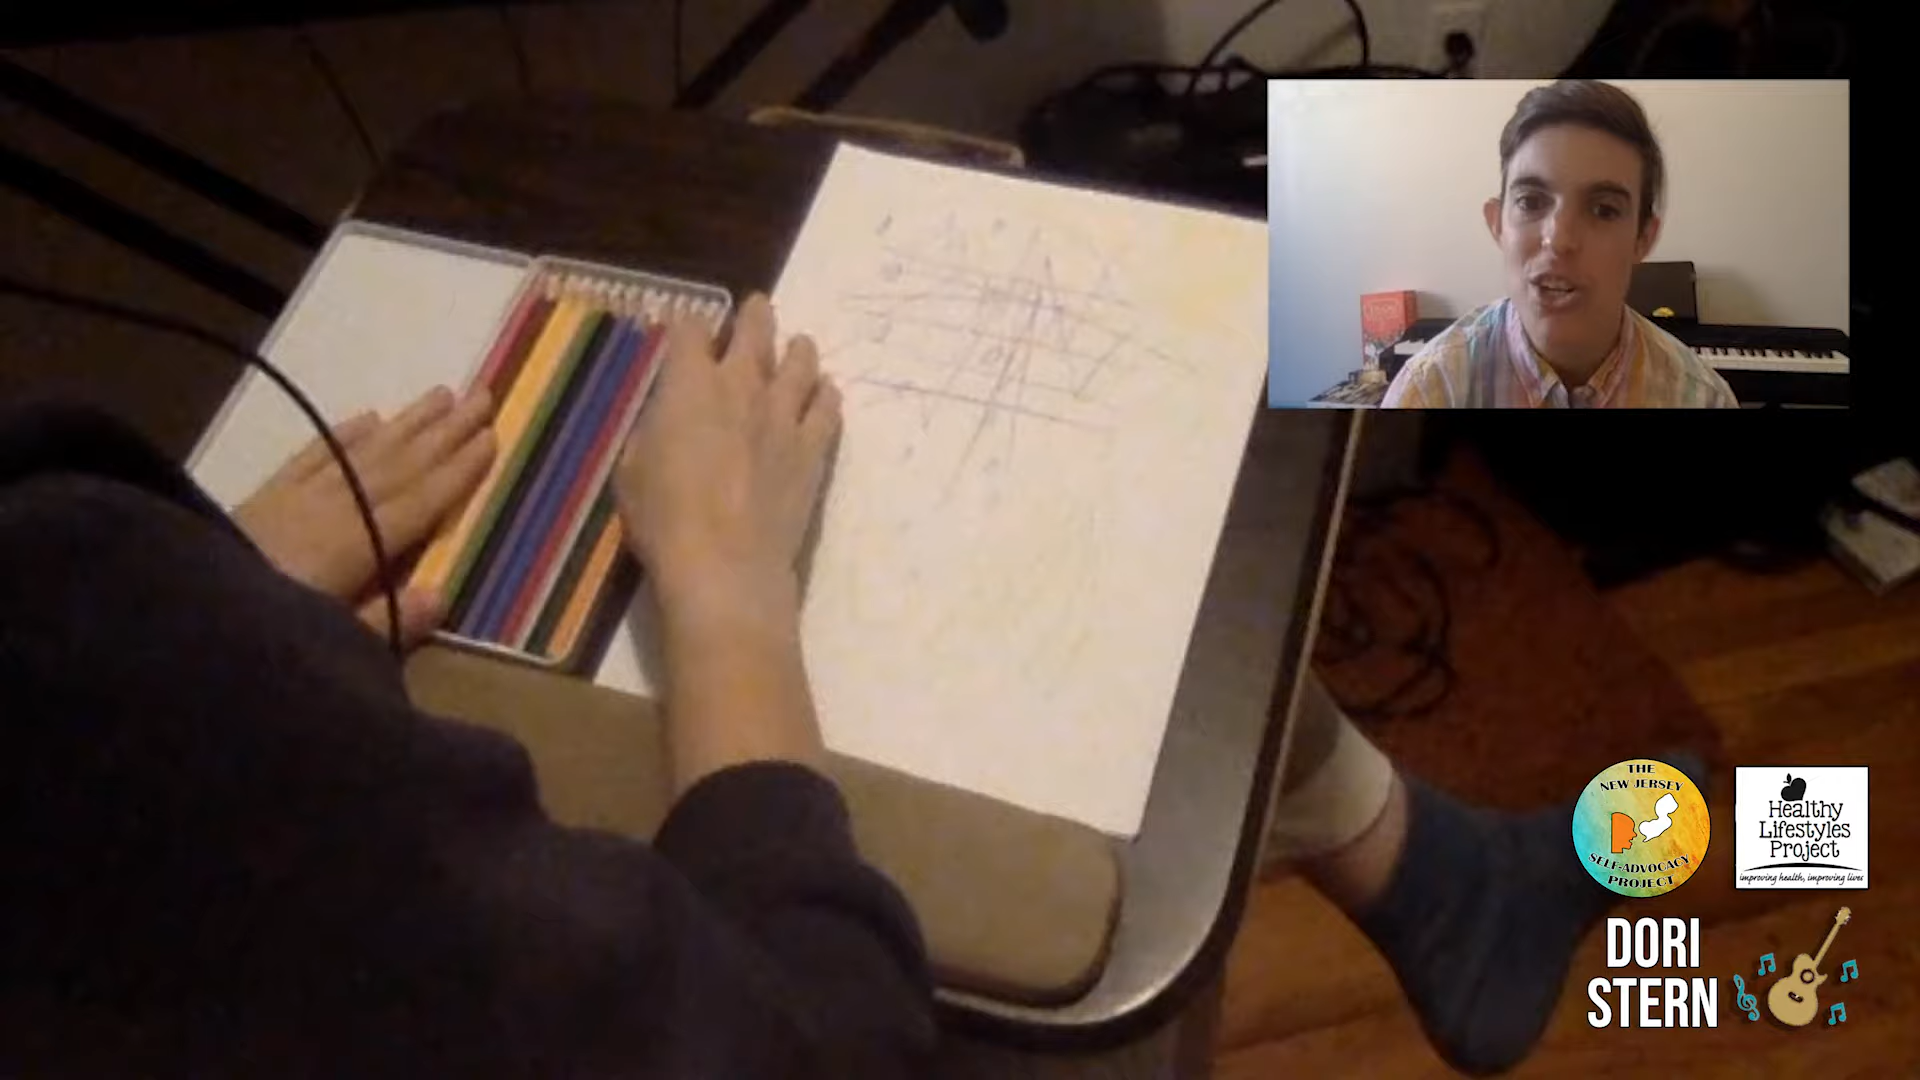 THE
NEW JERSEY
SELF-ADVOCACY
PROJECT
Healthy
Lifestyles
Project
improving health, improving lives
DORI
STERN